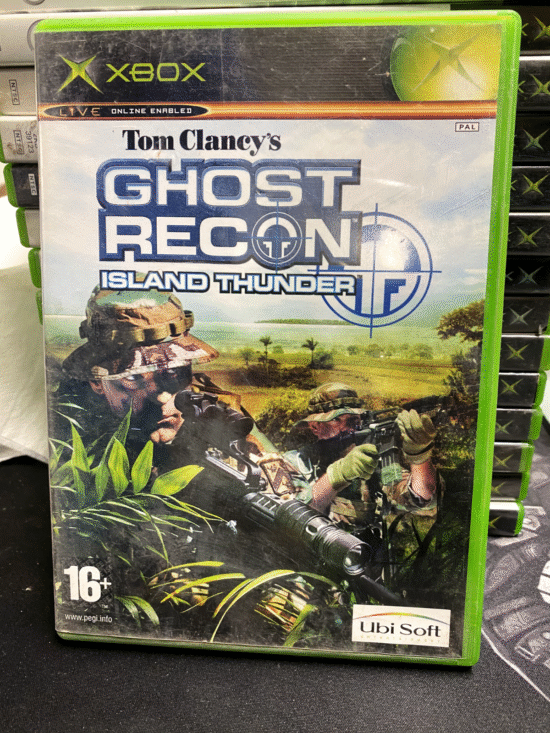 XBOX
LIVE ONLINE ENABLED
PAL
Tom Clancy's
GHOST
RECON
ISLAND THUNDER
16+
www.pegi.info
Ubi Soft